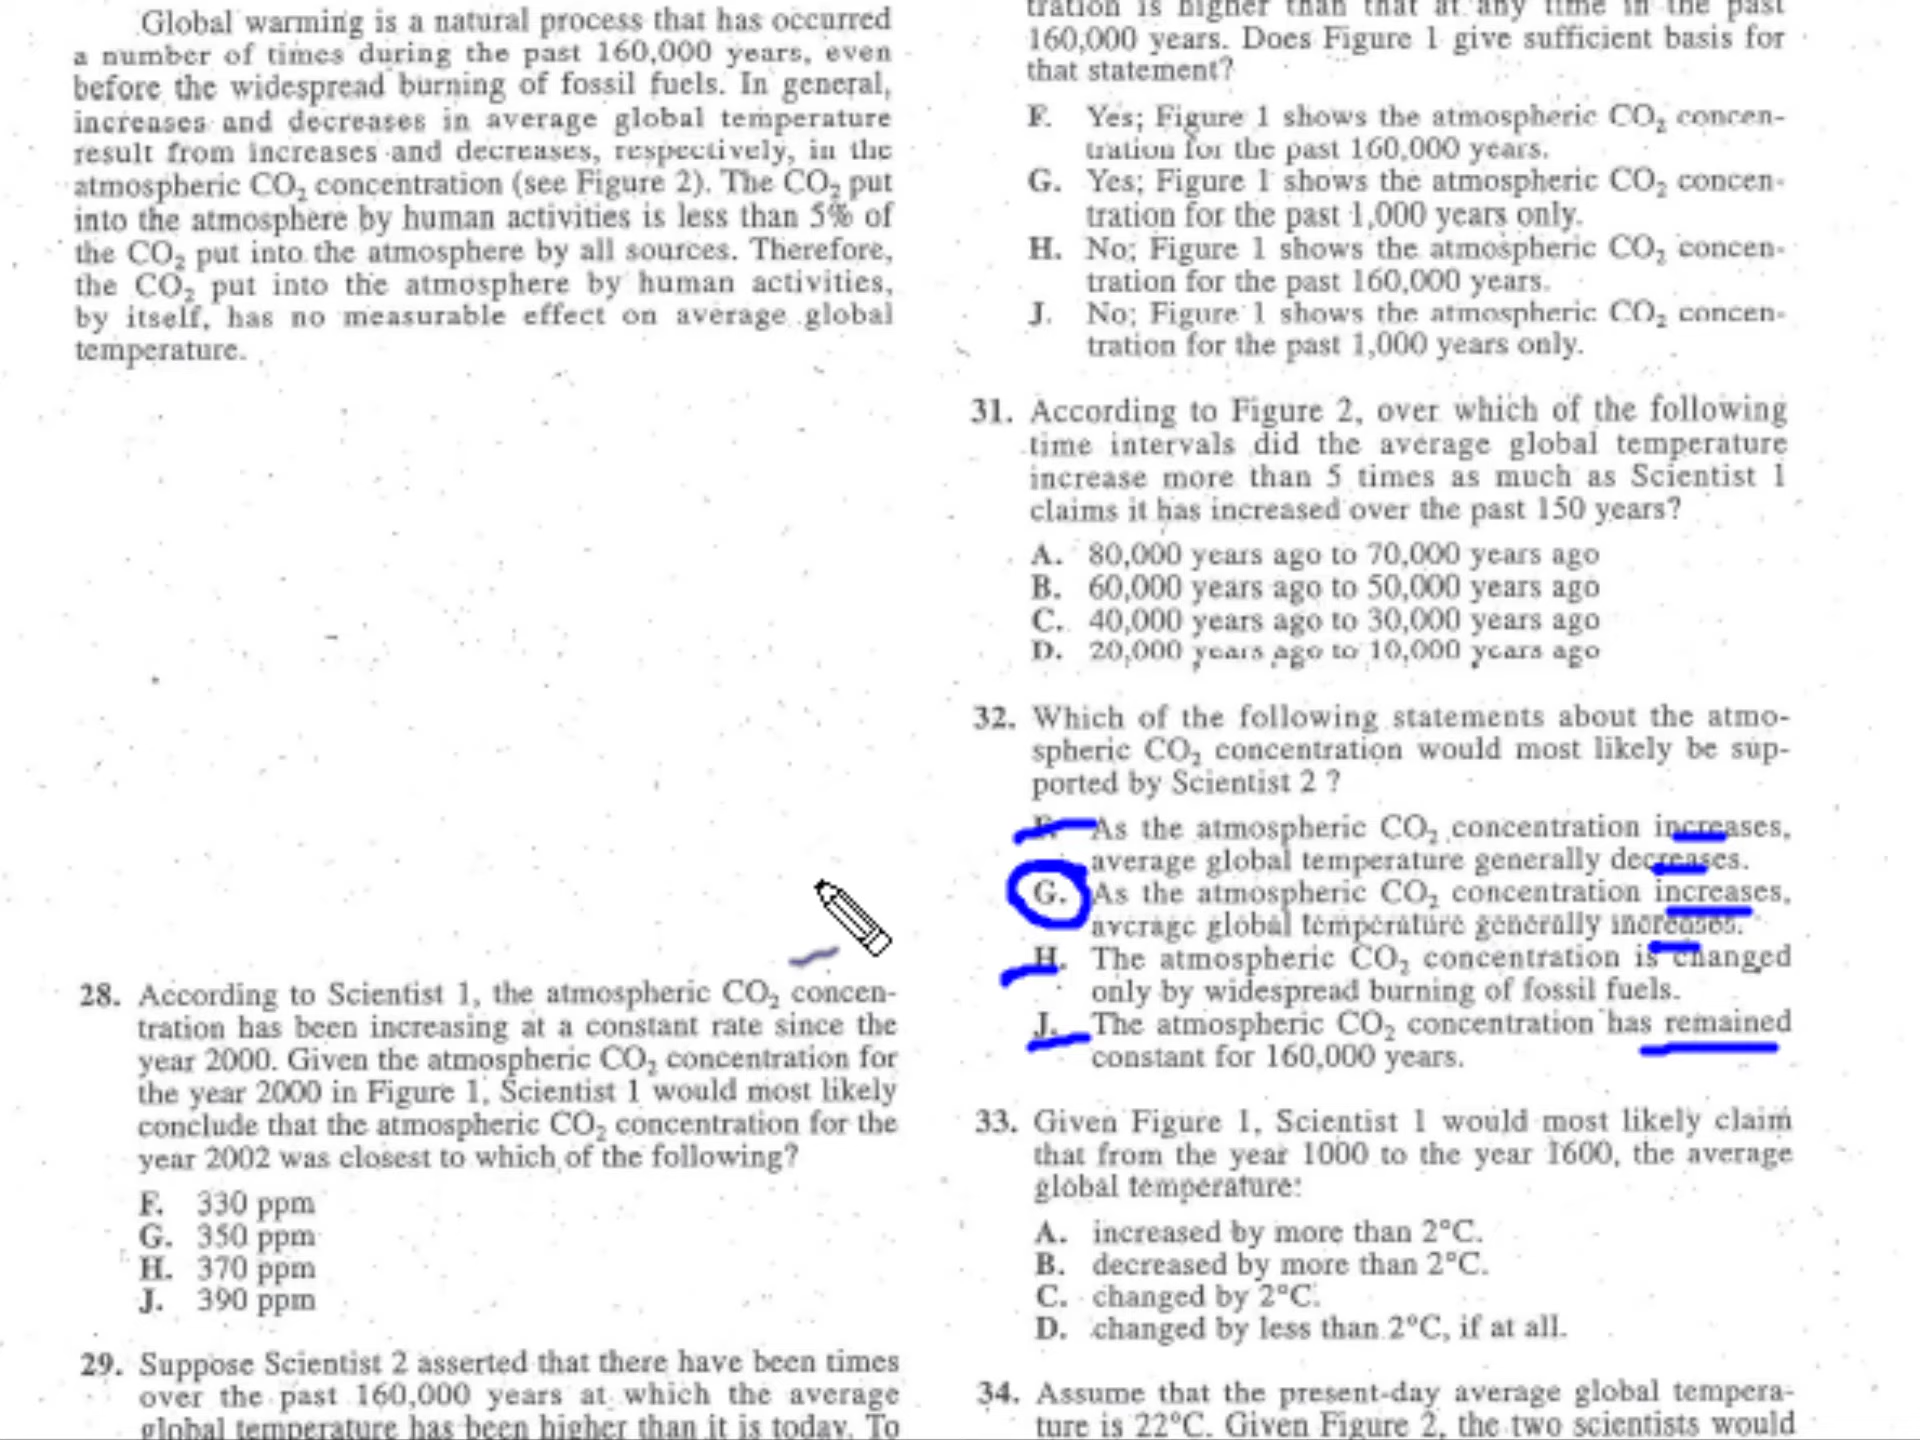 Global warming is a natural process that has occurred
a number of times during the past 160,000 years, even
before the widespread burning of fossil fuels. In general,
increases and decreases in average global temperature
result from increases and decreases, respectively, in the
atmospheric CO₂ concentration (see Figure 2). The CO₂ put
into the atmosphere by human activities is less than 5% of
the CO₂ put into the atmosphere by all sources. Therefore,
the CO₂ put into the atmosphere by human activities,
by itself, has no measurable effect on average global
temperature.
28. According to Scientist 1, the atmospheric CO₂ concen-
tration has been increasing at a constant rate since the
year 2000. Given the atmospheric CO₂ concentration for
the year 2000 in Figure 1, Scientist 1 would most likely
conclude that the atmospheric CO₂ concentration for the
year 2002 was closest to which of the following?
F. 330 ppm
G. 350 ppm
H. 370 ppm
J. 390 ppm
29. Suppose Scientist 2 asserted that there have been times
over the past 160,000 years at which the average
global temperature has been higher than it is today. To
tration is higher than that at any time in the past
160,000 years. Does Figure 1 give sufficient basis for
that statement?
F. Yes; Figure 1 shows the atmospheric CO₂ concen-
tration for the past 160,000 years.
G. Yes; Figure 1 shows the atmospheric CO₂ concen-
tration for the past 1,000 years only.
H. No; Figure 1 shows the atmospheric CO₂ concen-
tration for the past 160,000 years.
J. No; Figure 1 shows the atmospheric CO₂ concen-
tration for the past 1,000 years only.
31. According to Figure 2, over which of the following
time intervals did the average global temperature
increase more than 5 times as much as Scientist 1
claims it has increased over the past 150 years?
A. 80,000 years ago to 70,000 years ago
B. 60,000 years ago to 50,000 years ago
C. 40,000 years ago to 30,000 years ago
D. 20,000 years ago to 10,000 years ago
32. Which of the following statements about the atmo-
spheric CO₂ concentration would most likely be sup-
ported by Scientist 2 ?
F. As the atmospheric CO₂ concentration increases,
average global temperature generally decreases.
G. As the atmospheric CO₂ concentration increases,
average global temperature generally increases.
H. The atmospheric CO₂ concentration is changed
only by widespread burning of fossil fuels.
J. The atmospheric CO₂ concentration has remained
constant for 160,000 years.
33. Given Figure 1, Scientist 1 would most likely claim
that from the year 1000 to the year 1600, the average
global temperature:
A. increased by more than 2°C.
B. decreased by more than 2°C.
C. changed by 2°C.
D. changed by less than 2°C, if at all.
34. Assume that the present-day average global tempera-
ture is 22°C. Given Figure 2, the two scientists would